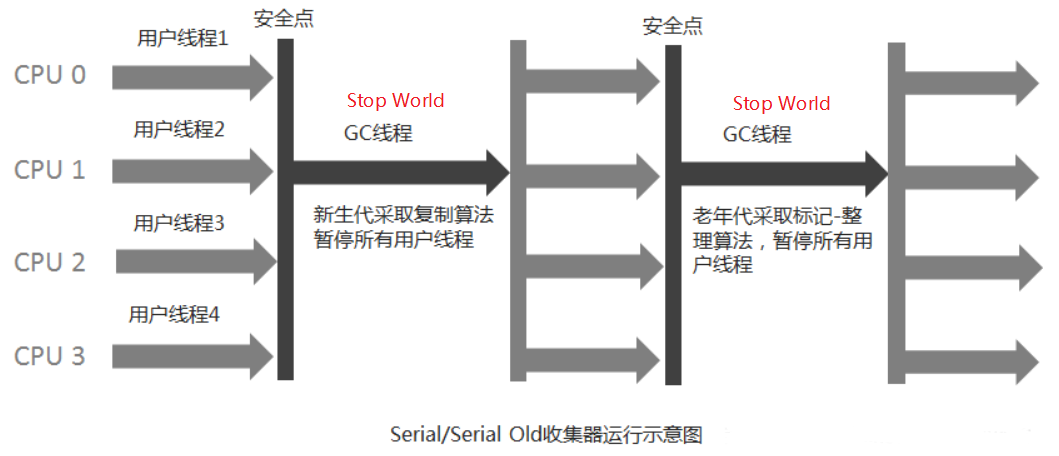 安全点
安全点
用户线程1
CPU 0
Stop World
Stop World
GC线程
GC线程
用户线程2
CPU 1
新生代采取复制算法
暂停所有用户线程
老年代采取标记-整
理算法，暂停所有用
户线程
用户线程3
CPU 2
用户线程4
CPU 3
Serial/Serial Old收集器运行示意图